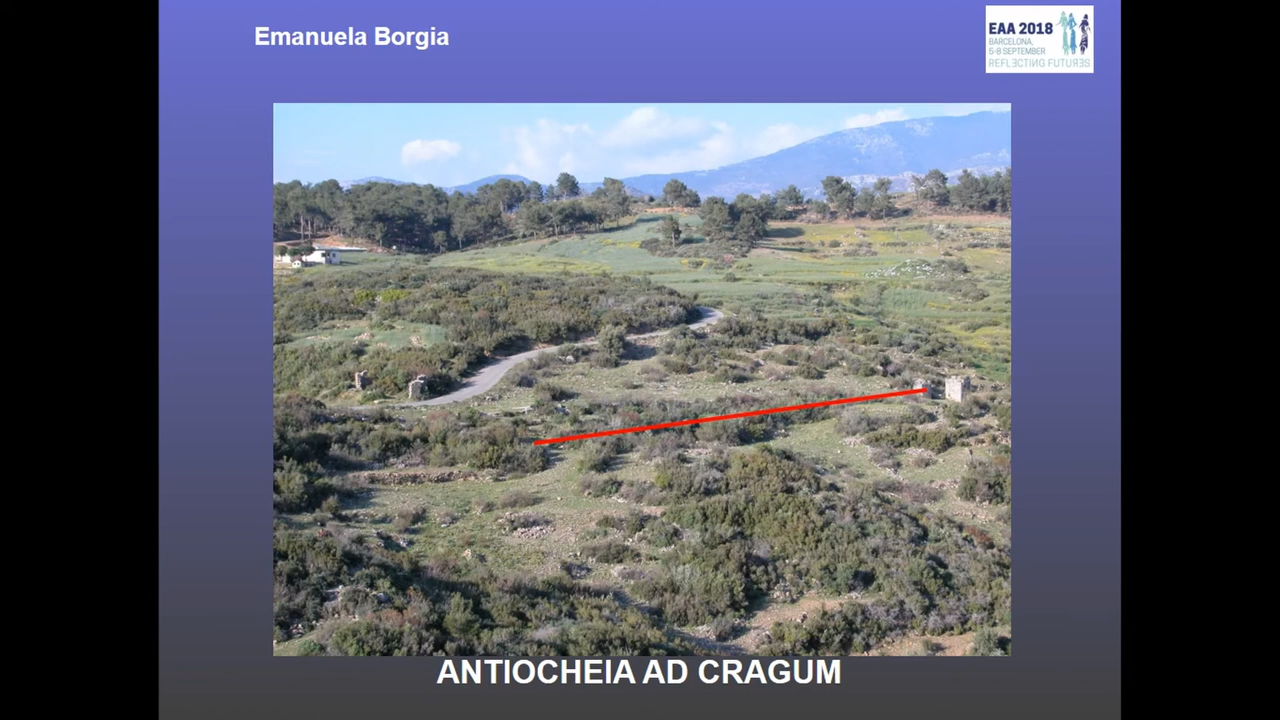 Emanuela Borgia
EAA 2018
BARCELONA,
5-8 SEPTEMBER
REFLECTING FUTURES
ANTIOCHEIA AD CRAGUM